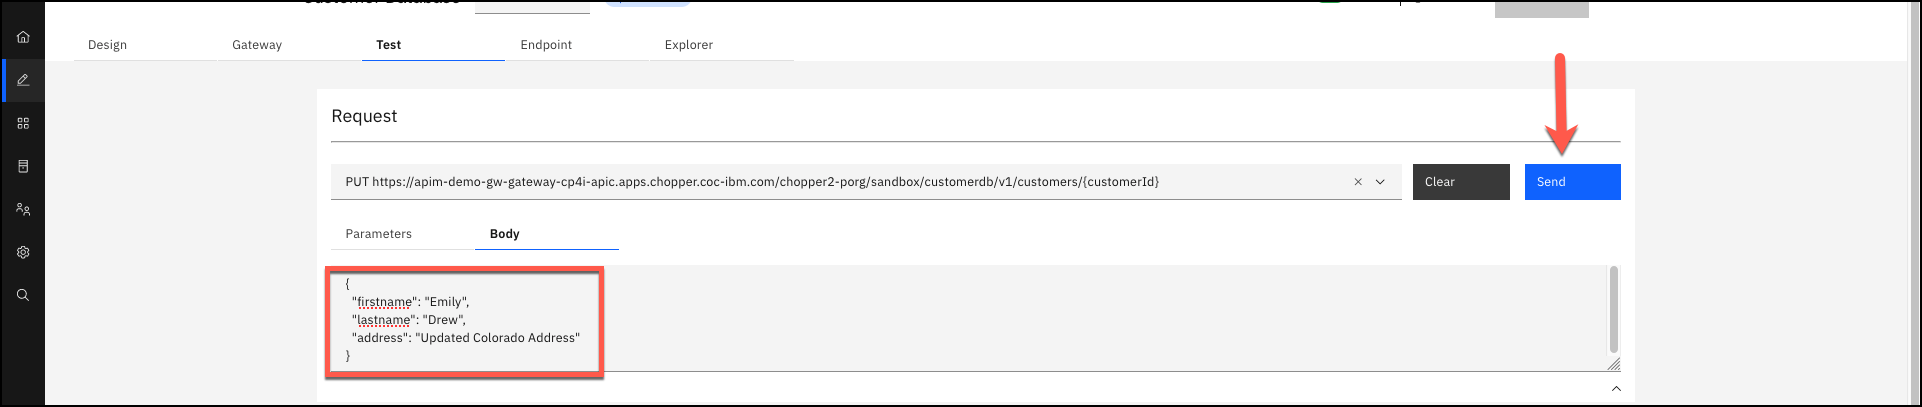 Customer Database
Design Gateway Test Endpoint Explorer
Request
PUT https://apim-demo-gw-gateway-cp4i-apic.apps.chopper.coc-ibm.com/chopper2-porg/sandbox/customerdb/v1/customers/{customerId}
Clear Send
Parameters Body
{
"firstname": "Emily",
"lastname": "Drew",
"address": "Updated Colorado Address"
}